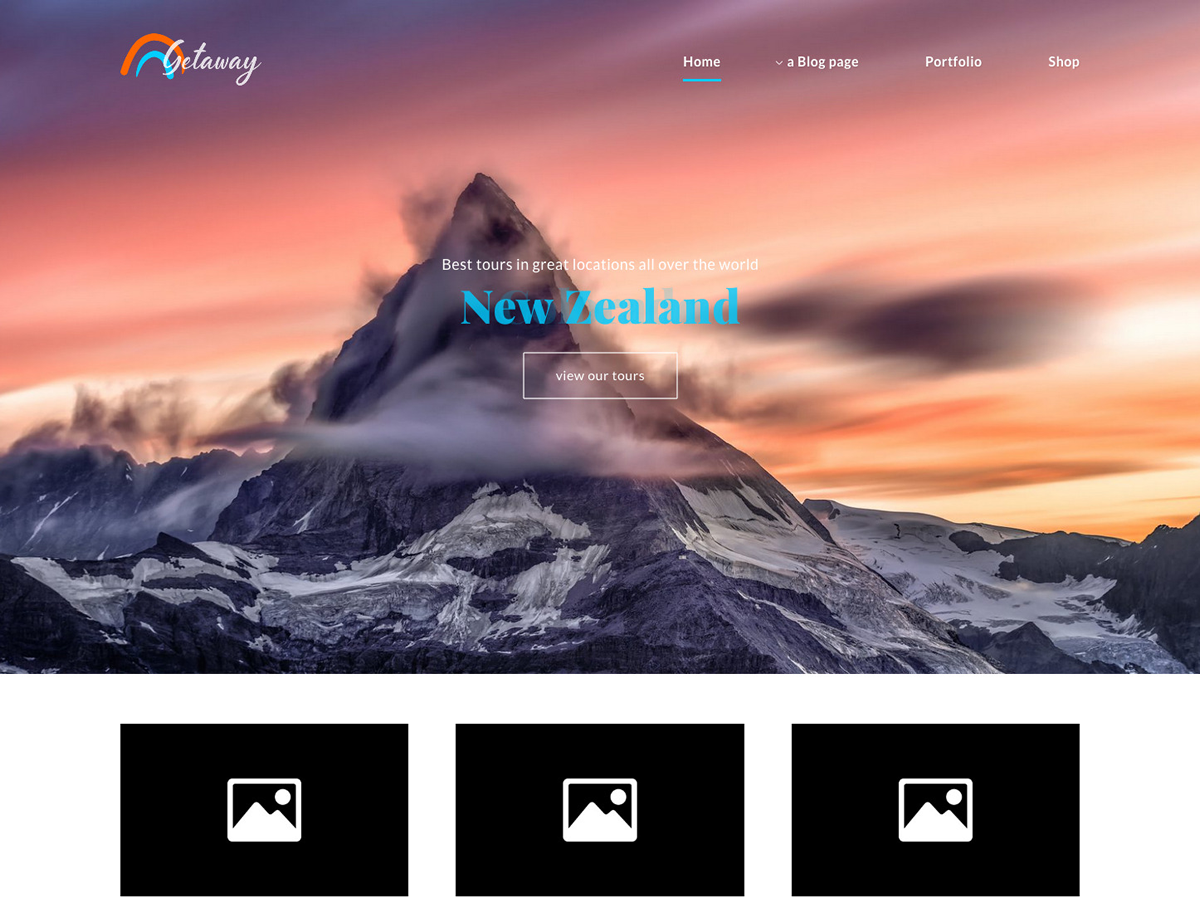 Getaway
Home
a Blog page
Portfolio
Shop
Best tours in great locations all over the world
New Zealand
view our tours